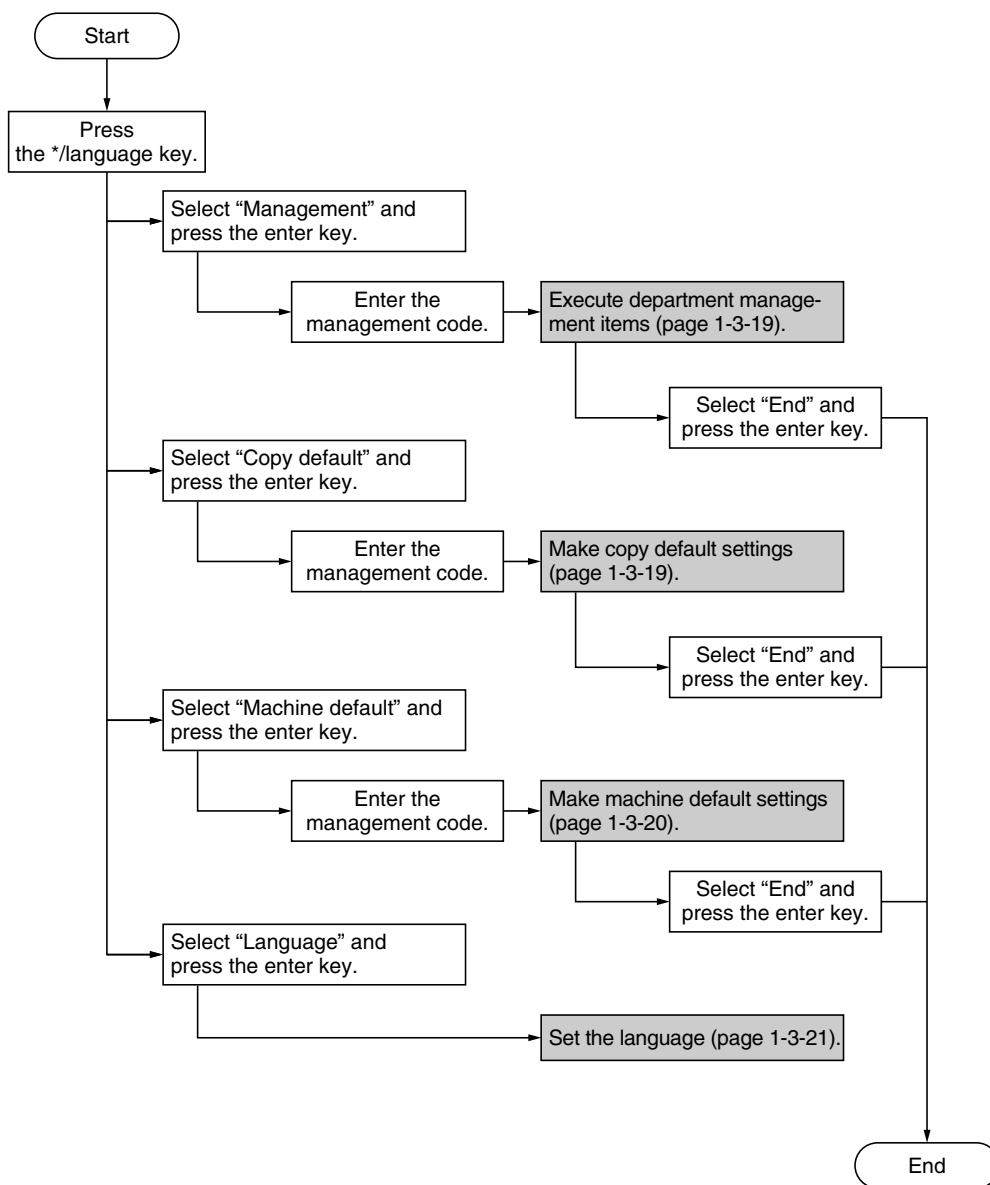 Start
Press
the */language key.
Select “Management” and
press the enter key.
Enter the
management code.
Execute department manage-
ment items (page 1-3-19).
Select “End” and
press the enter key.
Select “Copy default” and
press the enter key.
Enter the
management code.
Make copy default settings
(page 1-3-19).
Select “End” and
press the enter key.
Select “Machine default” and
press the enter key.
Enter the
management code.
Make machine default settings
(page 1-3-20).
Select “End” and
press the enter key.
Select “Language” and
press the enter key.
Set the language (page 1-3-21).
End